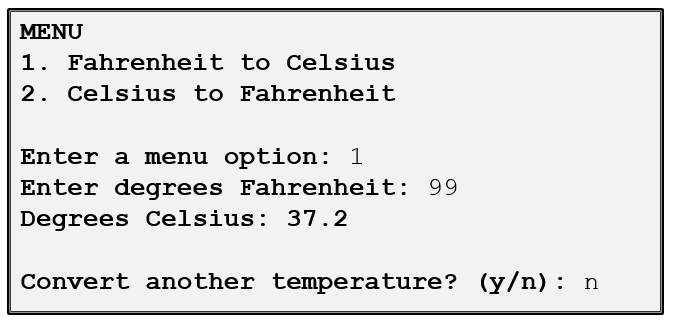 MENU
1. Fahrenheit to Celsius
2. Celsius to Fahrenheit
Enter a menu option: 1
Enter degrees Fahrenheit: 99
Degrees Celsius: 37.2
Convert another temperature? (y/n): n